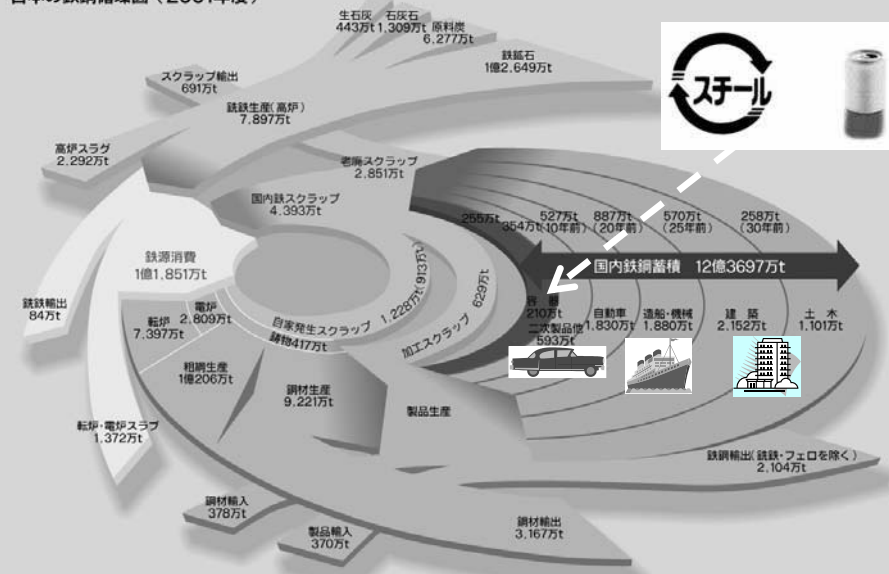 日本の鉄鋼循環図（2001年度）
生石灰
443万t
石灰石
1.309万t
原料炭
6.277万t
鉄鉱石
1億2.649万t
スクラップ輸出
691万t
銑鉄生産(高炉)
7.897万t
高炉スラグ
2.292万t
老廃スクラップ
2.851万t
国内鉄スクラップ
4.393万t
スチール
255万t
354万t
527万t
(10年前)
887万t
(20年前)
570万t
(25年前)
258万t
(30年前)
国内鉄鋼蓄積 12億3697万t
鉄源消費
1億1,851万t
銑鉄輸出
84万t
転炉
7.397万t
電炉
2.809万t
自家発生スクラップ 1,228万t(913万t)
鋳物417万t
加工スクラップ 629万t
容器
210万t
二次製品他
593万t
自動車
1.830万t
造船・機械
1.880万t
建築
2.152万t
土木
1.101万t
粗鋼生産
1億206万t
鋼材生産
9,221万t
製品生産
転炉・電炉スラブ
1,372万t
鉄鋼輸出(銑鉄・フェロを除く)
2,104万t
鋼材輸入
378万t
製品輸入
370万t
鋼材輸出
3,167万t